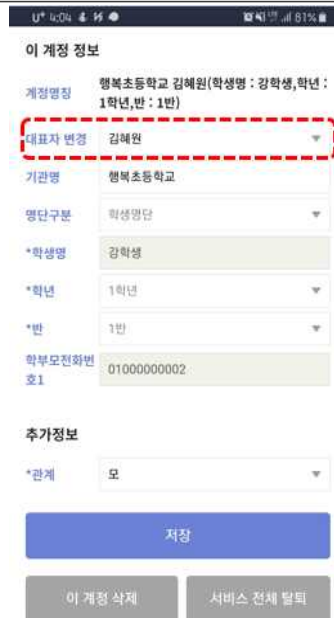 U+ 4:04
81%
이 계정 정보
계정명칭 행복초등학교 김혜원(학생명 : 강학생,학년 :
1학년,반 : 1반)
대표자 변경 김혜원
기관명 행복초등학교
명단구분 학생명단
*학생명 강학생
*학년 1학년
*반 1반
학부모전화번
호1 01000000002
추가정보
*관계 모
저장
이 계정 삭제 서비스 전체 탈퇴